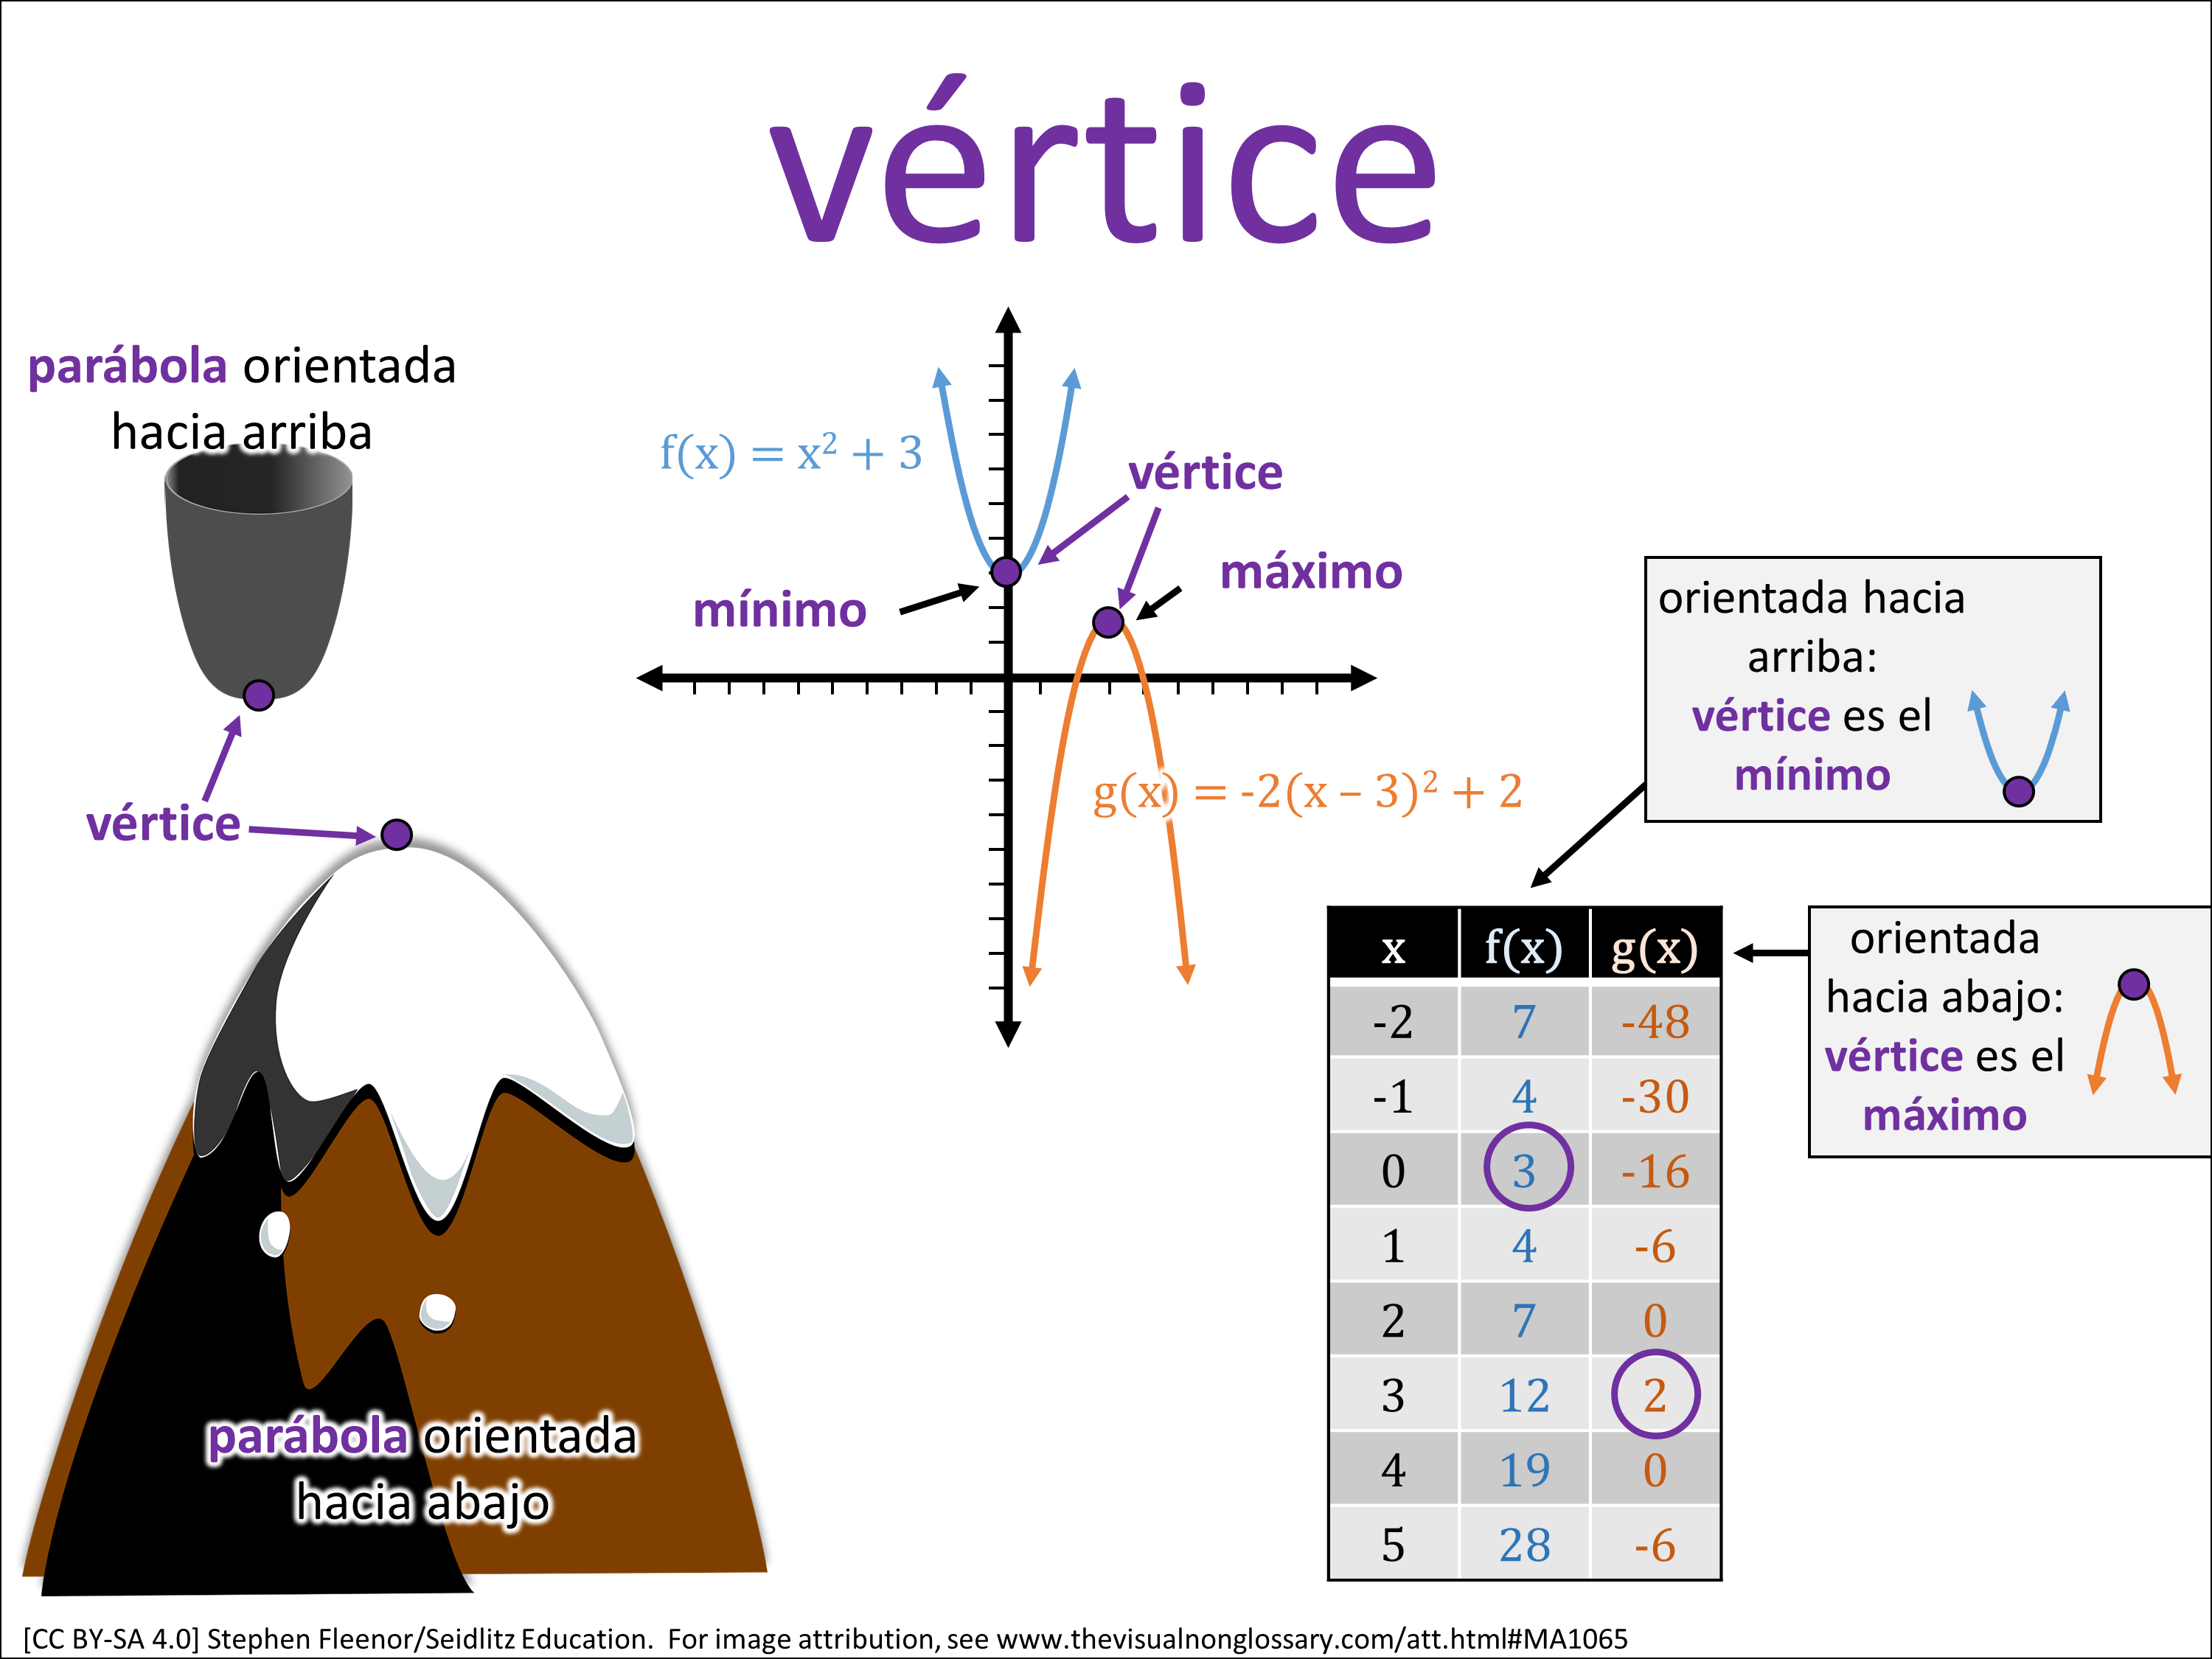 vértice
parábola orientada
hacia arriba
vértice
parábola orientada
hacia abajo
f(x) = x² + 3
vértice
máximo
mínimo
g(x) = -2(x – 3)² + 2
orientada hacia
arriba:
vértice es el
mínimo
orientada
hacia abajo:
vértice es el
máximo
x f(x) g(x)
-2 7 -48
-1 4 -30
0 3 -16
1 4 -6
2 7 0
3 12 2
4 19 0
5 28 -6
[CC BY-SA 4.0] Stephen Fleenor/Seidlitz Education. For image attribution, see www.thevisualnonglossary.com/att.html#MA1065